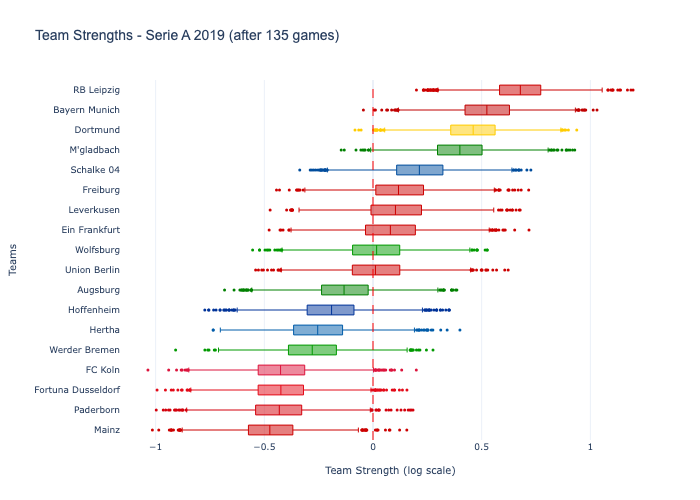 Team Strengths - Serie A 2019 (after 135 games)
RB Leipzig
Bayern Munich
Dortmund
M'gladbach
Schalke 04
Freiburg
Leverkusen
Ein Frankfurt
Wolfsburg
Union Berlin
Augsburg
Hoffenheim
Hertha
Werder Bremen
FC Koln
Fortuna Dusseldorf
Paderborn
Mainz
Teams
−1 −0.5 0 0.5 1
Team Strength (log scale)